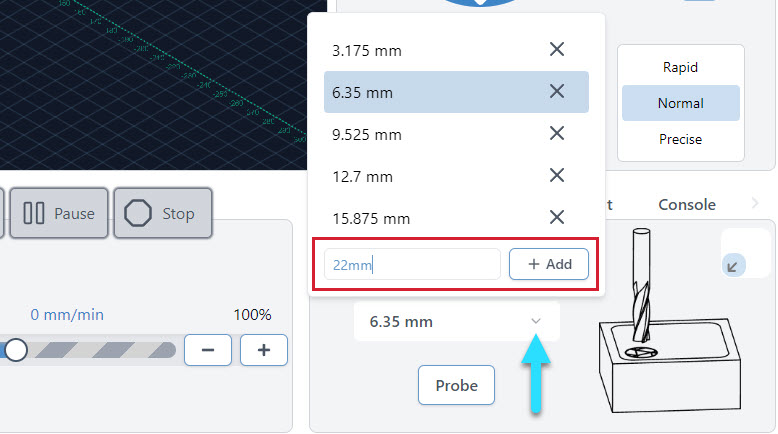 3.175 mm
6.35 mm
9.525 mm
12.7 mm
15.875 mm
22mm
+ Add
6.35 mm
Probe
Rapid
Normal
Precise
t
Console
Pause
Stop
0 mm/min
100%